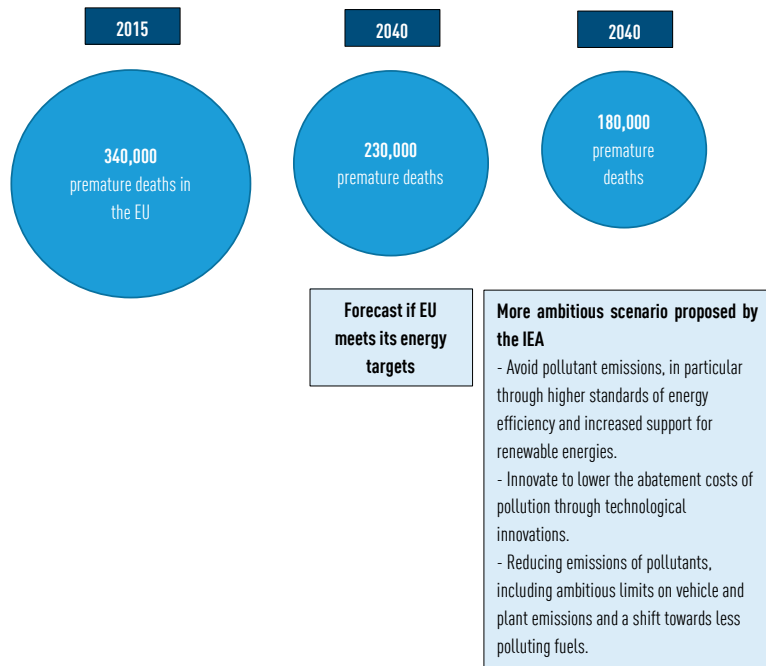 2015
2040
2040
340,000
premature deaths in
the EU
230,000
premature deaths
180,000
premature
deaths
Forecast if EU
meets its energy
targets
More ambitious scenario proposed by
the IEA
- Avoid pollutant emissions, in particular
through higher standards of energy
efficiency and increased support for
renewable energies.
- Innovate to lower the abatement costs of
pollution through technological
innovations.
- Reducing emissions of pollutants,
including ambitious limits on vehicle and
plant emissions and a shift towards less
polluting fuels.